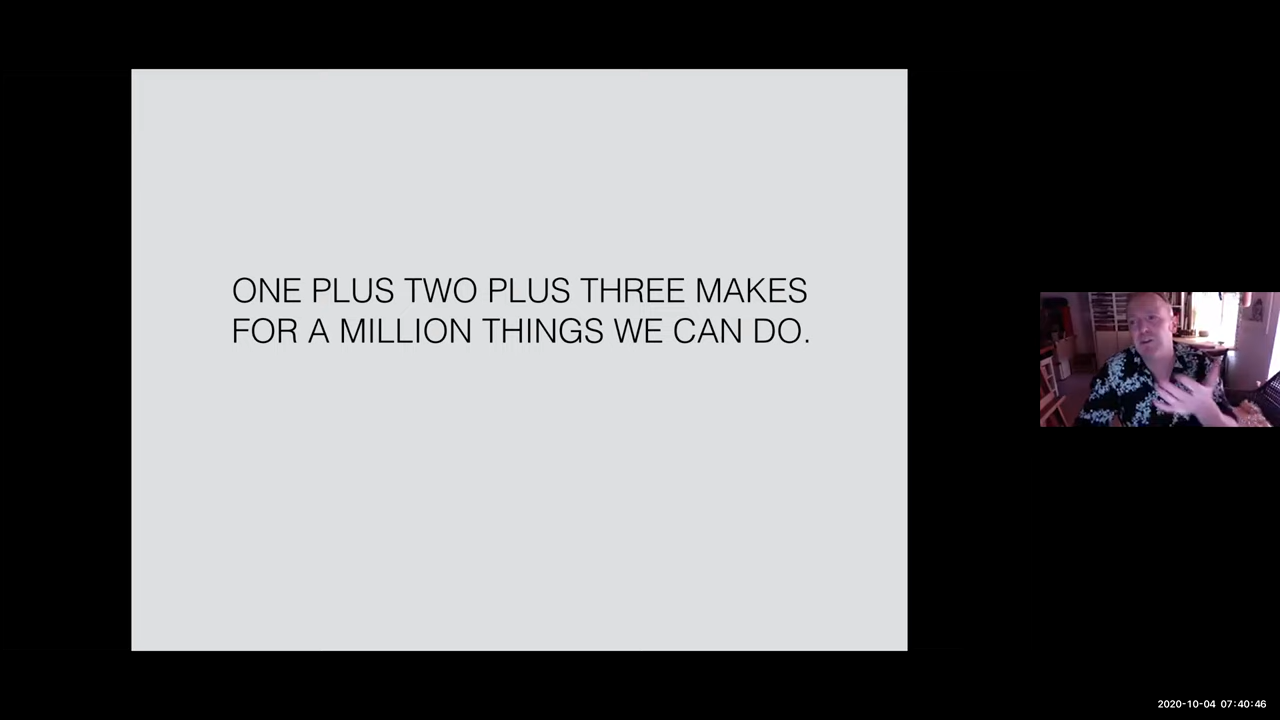 ONE PLUS TWO PLUS THREE MAKES
FOR A MILLION THINGS WE CAN DO.
2020-10-04 07:40:46